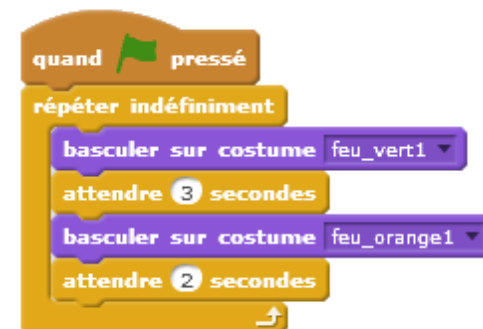 quand pressé
répéter indéfiniment
basculer sur costume feu_vert1
attendre 3 secondes
basculer sur costume feu_orange1
attendre 2 secondes